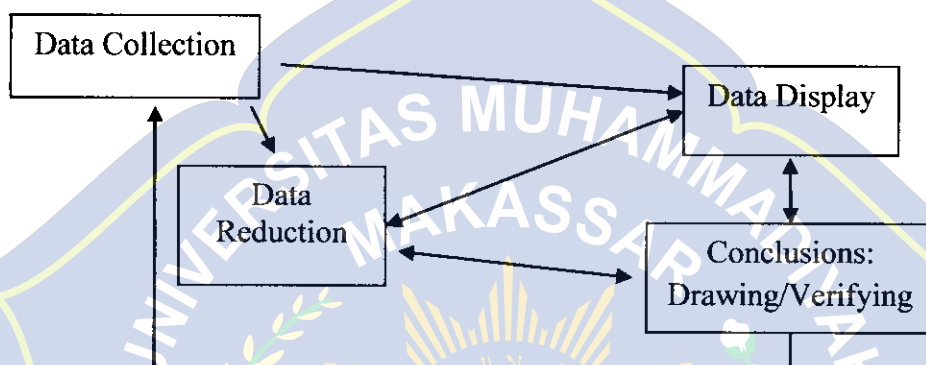 Data Collection
Data Display
Data
Reduction
Conclusions:
Drawing/Verifying
UNIVERSITAS MUHAMMADIYAH
MAKASSAR